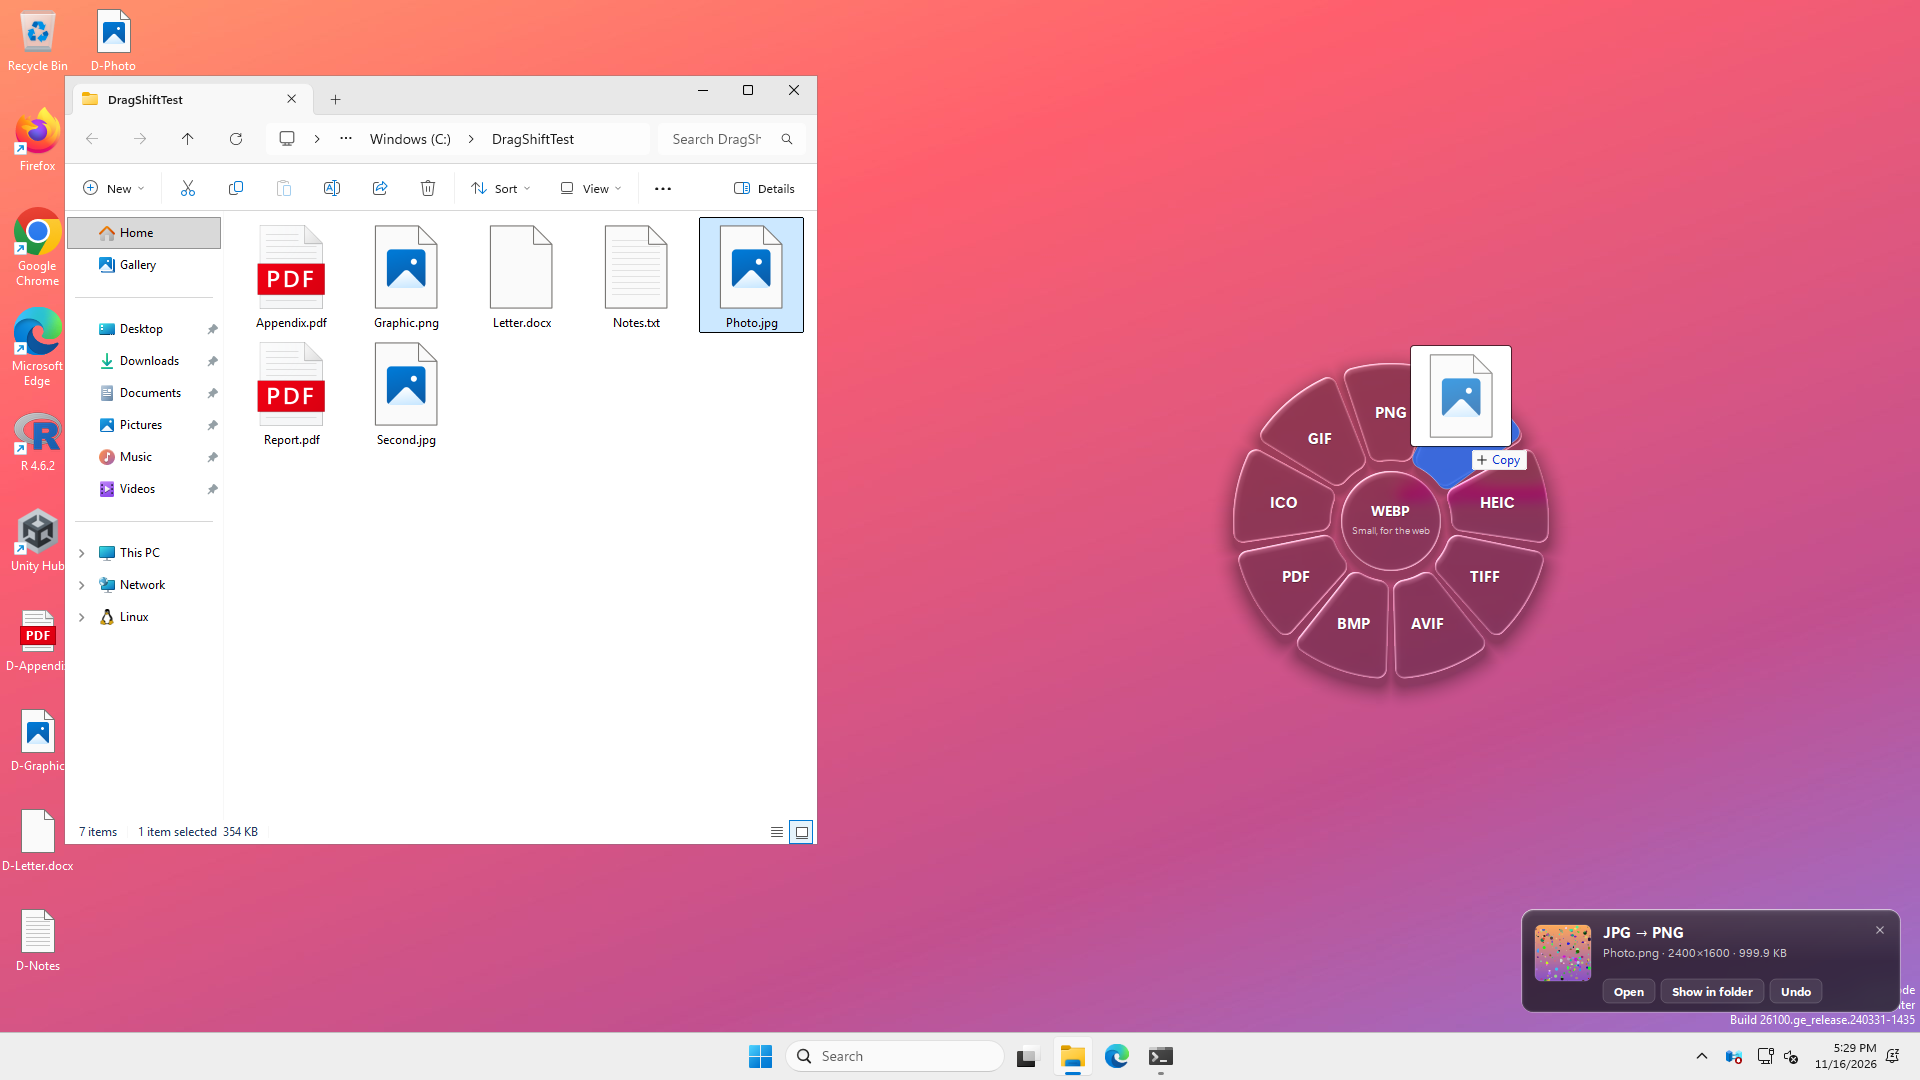 Recycle Bin
D-Photo
Firefox
Google
Chrome
Microsoft
Edge
R 4.6.2
Unity Hub
D-Appendi
D-Graphic
D-Letter.docx
D-Notes
DragShiftTest
Windows (C:)
DragShiftTest
Search DragSh
New
Sort
View
Details
Home
Gallery
Desktop
Downloads
Documents
Pictures
Music
Videos
This PC
Network
Linux
PDF
Appendix.pdf
Graphic.png
Letter.docx
Notes.txt
Photo.jpg
PDF
Report.pdf
Second.jpg
7 items
1 item selected 354 KB
PNG
GIF
ICO
PDF
BMP
AVIF
TIFF
HEIC
WEBP
Small, for the web
+ Copy
JPG → PNG
Photo.png · 2400×1600 · 999.9 KB
Open
Show in folder
Undo
Build 26100.ge_release.240331-1435
Search
5:29 PM
11/16/2026